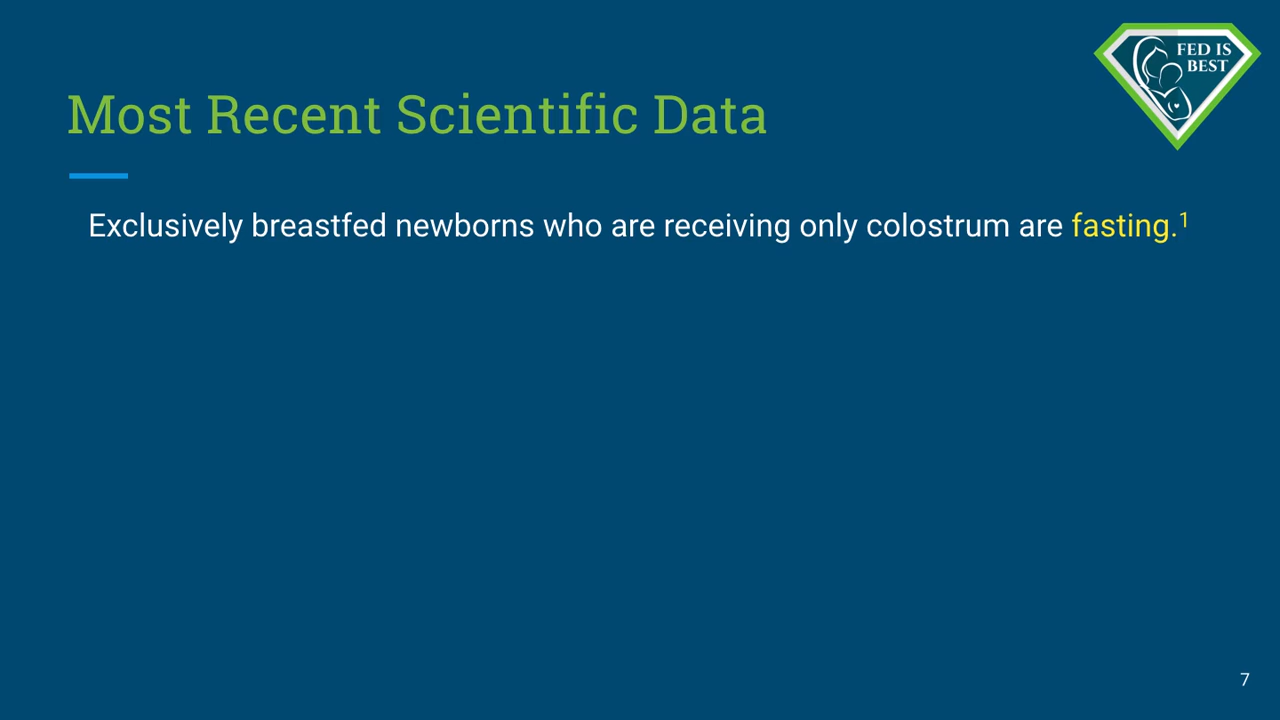 FED IS
BEST
Most Recent Scientific Data
Exclusively breastfed newborns who are receiving only colostrum are fasting.¹
7